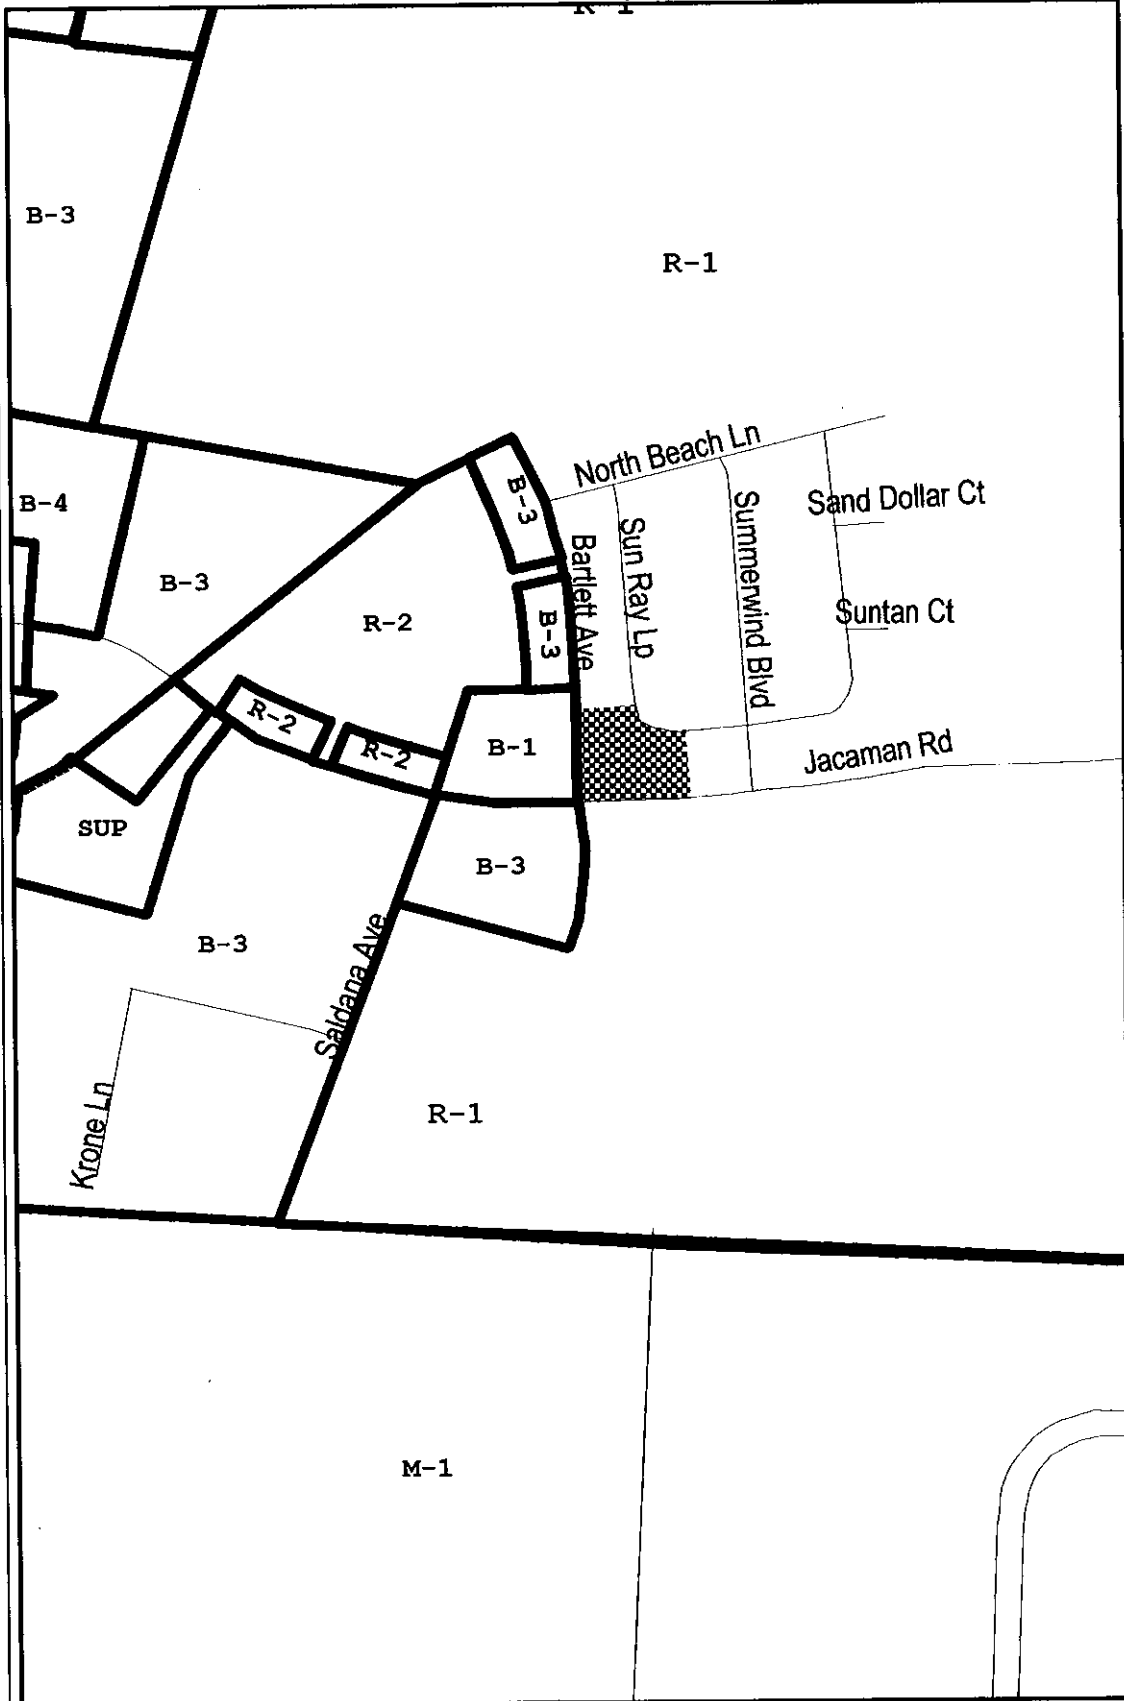 R-1
B-3
R-1
North Beach Ln
B-3
Sand Dollar Ct
B-4
Summerwind Blvd
Sun Ray Lp
Bartlett Ave
B-3
R-2
B-3
Suntan Ct
R-2
R-2
B-1
Jacaman Rd
SUP
B-3
B-3
Saldana Ave
R-1
Krone Ln
M-1